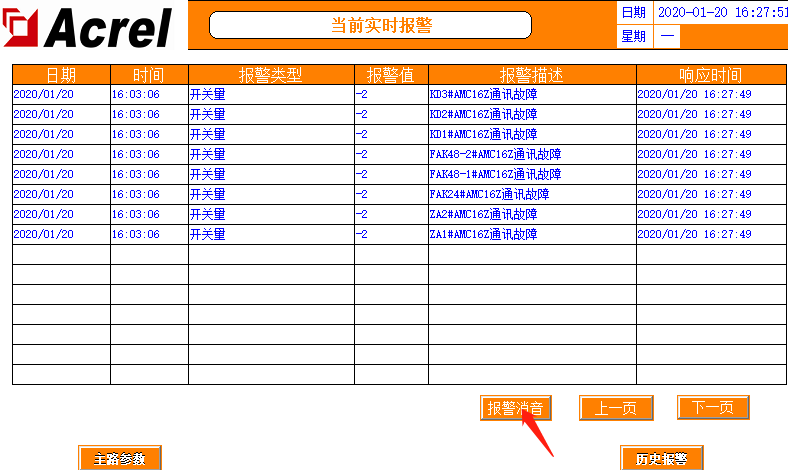 Acrel
当前实时报警
日期 2020-01-20 16:27:51
星期 一
日期 时间 报警类型 报警值 报警描述 响应时间
2020/01/20 16:03:06 开关量 -2 KD3#AMC16Z通讯故障 2020/01/20 16:27:49
2020/01/20 16:03:06 开关量 -2 KD2#AMC16Z通讯故障 2020/01/20 16:27:49
2020/01/20 16:03:06 开关量 -2 KD1#AMC16Z通讯故障 2020/01/20 16:27:49
2020/01/20 16:03:06 开关量 -2 FAK48-2#AMC16Z通讯故障 2020/01/20 16:27:49
2020/01/20 16:03:06 开关量 -2 FAK48-1#AMC16Z通讯故障 2020/01/20 16:27:49
2020/01/20 16:03:06 开关量 -2 FAK24#AMC16Z通讯故障 2020/01/20 16:27:49
2020/01/20 16:03:06 开关量 -2 ZA2#AMC16Z通讯故障 2020/01/20 16:27:49
2020/01/20 16:03:06 开关量 -2 ZA1#AMC16Z通讯故障 2020/01/20 16:27:49
报警消音 上一页 下一页
主路参数 历史报警